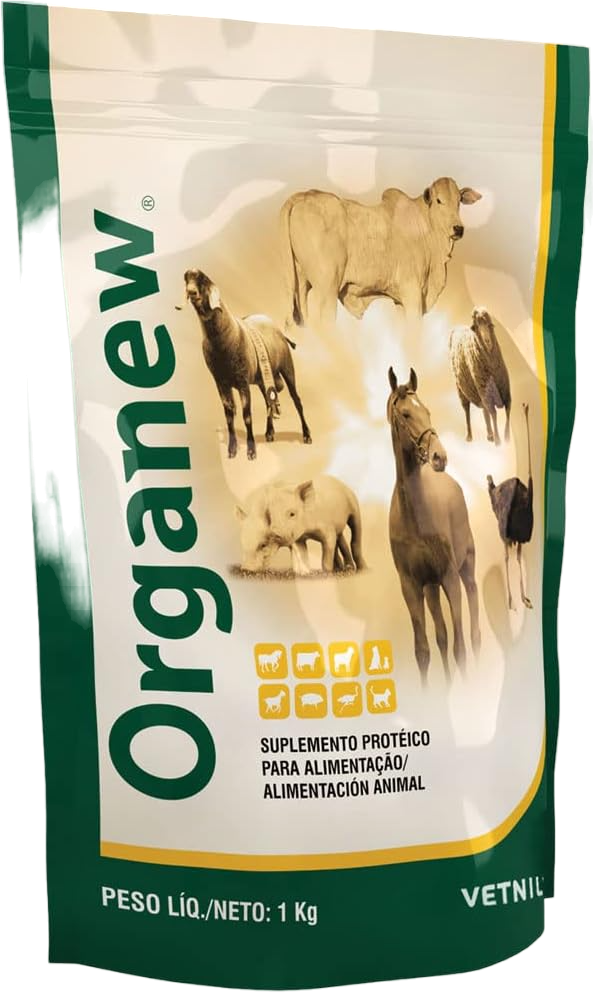 Organew®
SUPLEMENTO PROTÉICO
PARA ALIMENTAÇÃO/
ALIMENTACIÓN ANIMAL
PESO LÍQ./NETO: 1 Kg
VETNIL